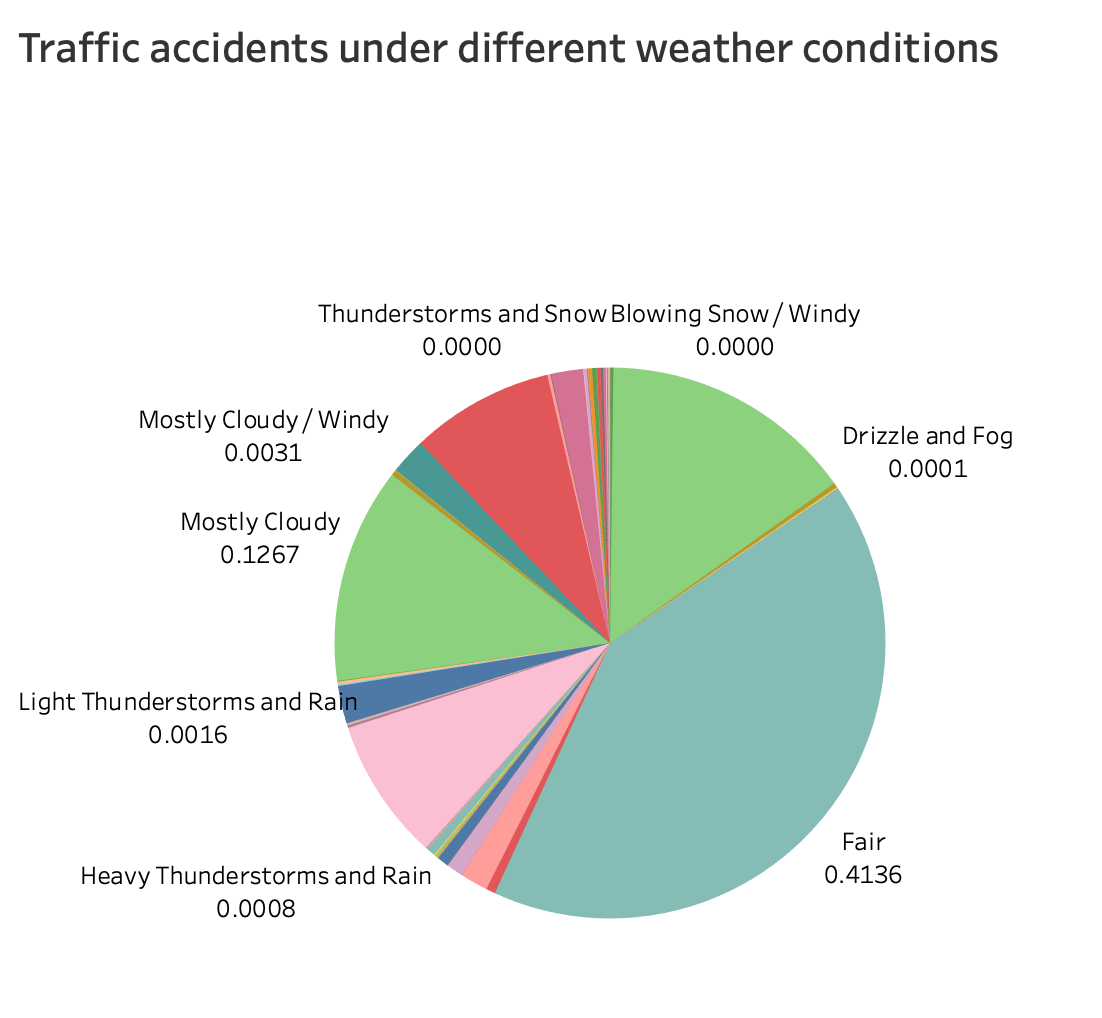 Traffic accidents under different weather conditions
Thunderstorms and Snow
0.0000
Blowing Snow / Windy
0.0000
Mostly Cloudy / Windy
0.0031
Drizzle and Fog
0.0001
Mostly Cloudy
0.1267
Light Thunderstorms and Rain
0.0016
Fair
0.4136
Heavy Thunderstorms and Rain
0.0008